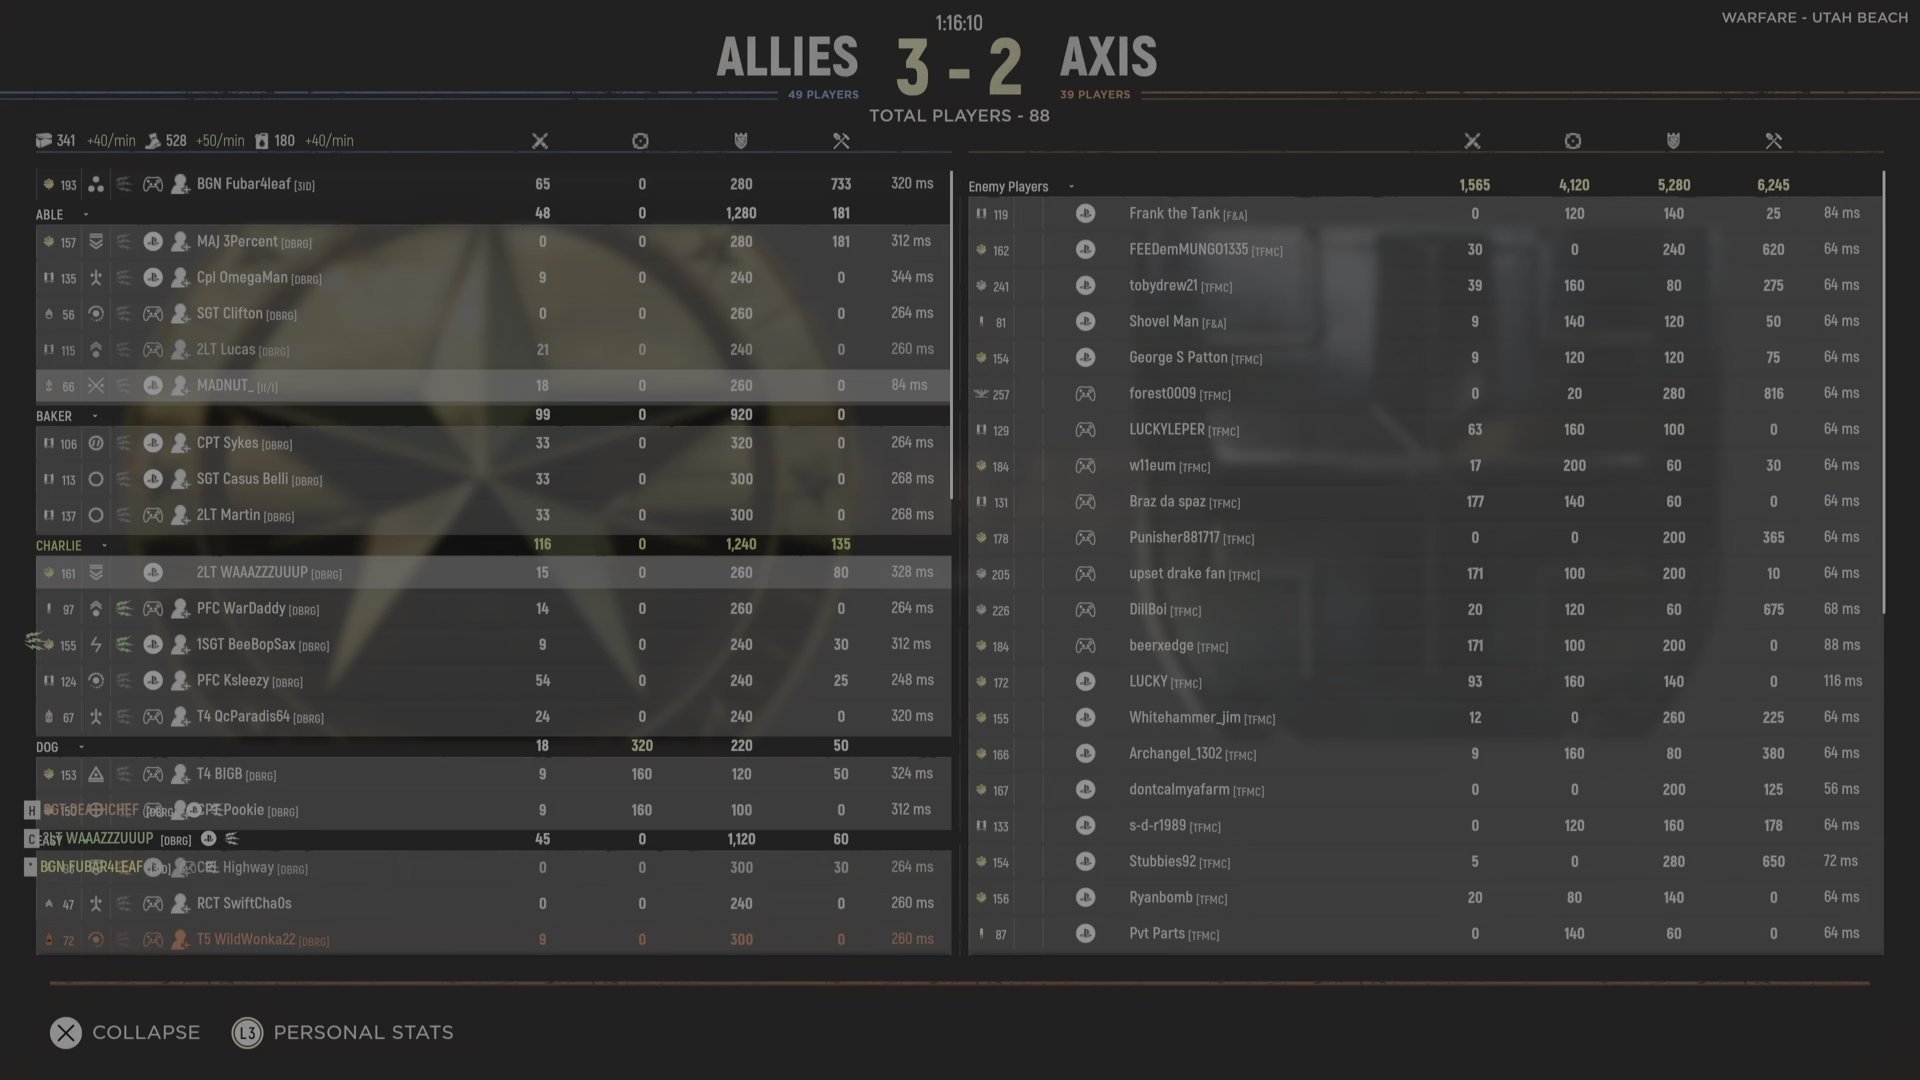 1:16:10
WARFARE - UTAH BEACH
ALLIES 3 - 2 AXIS
49 PLAYERS
39 PLAYERS
TOTAL PLAYERS - 88
341 +40/min 528 +50/min 180 +40/min
193 BGN Fubar4leaf [3ID] 65 0 280 733 320 ms
ABLE 48 0 1,280 181
157 MAJ 3Percent [DBRG] 0 0 280 181 312 ms
135 Cpl OmegaMan [DBRG] 9 0 240 0 344 ms
56 SGT Clifton [DBRG] 0 0 260 0 264 ms
115 2LT Lucas [DBRG] 21 0 240 0 260 ms
66 MADNUT_ [II/I] 18 0 260 0 84 ms
BAKER 99 0 920 0
106 CPT Sykes [DBRG] 33 0 320 0 264 ms
113 SGT Casus Belli [DBRG] 33 0 300 0 268 ms
137 2LT Martin [DBRG] 33 0 300 0 268 ms
CHARLIE 116 0 1,240 135
161 2LT WAAAZZZUUUP [DBRG] 15 0 260 80 328 ms
97 PFC WarDaddy [DBRG] 14 0 260 0 264 ms
155 1SGT BeeBopSax [DBRG] 9 0 240 30 312 ms
124 PFC Ksleezy [DBRG] 54 0 240 25 248 ms
67 T4 QcParadis64 [DBRG] 24 0 240 0 320 ms
DOG 18 320 220 50
153 T4 BIGB [DBRG] 9 160 120 50 324 ms
H SGT DEATHCHEF [DBRG] Pookie [DBRG] 9 160 100 0 312 ms
2LT WAAAZZZUUUP [DBRG] 45 0 1,120 60
* BGN FUBAR4LEAF Highway [DBRG] 0 0 300 30 264 ms
47 RCT SwiftCha0s 0 0 240 0 260 ms
72 T5 WildWonka22 [DBRG] 9 0 300 0 260 ms
Enemy Players 1,565 4,120 5,280 6,245
119 Frank the Tank [F&A] 0 120 140 25 84 ms
162 FEEDemMUNGO1335 [TFMC] 30 0 240 620 64 ms
241 tobydrew21 [TFMC] 39 160 80 275 64 ms
81 Shovel Man [F&A] 9 140 120 50 64 ms
154 George S Patton [TFMC] 9 120 120 75 64 ms
257 forest0009 [TFMC] 0 20 280 816 64 ms
129 LUCKYLEPER [TFMC] 63 160 100 0 64 ms
184 w11eum [TFMC] 17 200 60 30 64 ms
131 Braz da spaz [TFMC] 177 140 60 0 64 ms
178 Punisher881717 [TFMC] 0 0 200 365 64 ms
205 upset drake fan [TFMC] 171 100 200 10 64 ms
226 DillBoi [TFMC] 20 120 60 675 68 ms
184 beerxedge [TFMC] 171 100 200 0 88 ms
172 LUCKY [TFMC] 93 160 140 0 116 ms
155 Whitehammer_jim [TFMC] 12 0 260 225 64 ms
166 Archangel_1302 [TFMC] 9 160 80 380 64 ms
167 dontcalmyafarm [TFMC] 0 0 200 125 56 ms
133 s-d-r1989 [TFMC] 0 120 160 178 64 ms
154 Stubbies92 [TFMC] 5 0 280 650 72 ms
156 Ryanbomb [TFMC] 20 80 140 0 64 ms
87 Pvt Parts [TFMC] 0 140 60 0 64 ms
COLLAPSE L3 PERSONAL STATS